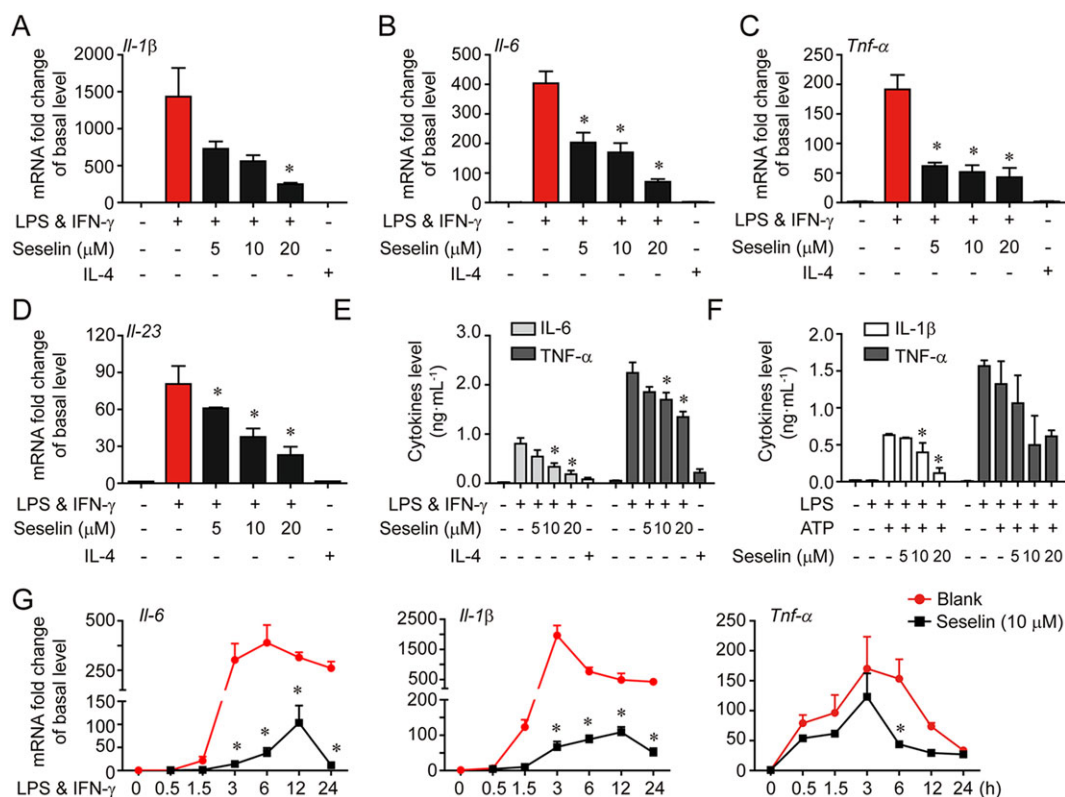 A
Il-1β
mRNA fold change
of basal level
2000
1500
1000
500
0
LPS & IFN-γ - + + + + -
Seselin (μM) - - 5 10 20 -
IL-4 - - - - - +
B
Il-6
mRNA fold change
of basal level
600
400
200
0
- + + + + -
- - 5 10 20 -
- - - - - +
C
Tnf-α
mRNA fold change
of basal level
250
200
150
100
50
0
LPS & IFN-γ - + + + + -
Seselin (μM) - - 5 10 20 -
IL-4 - - - - - +
D
Il-23
mRNA fold change
of basal level
120
90
60
30
0
LPS & IFN-γ - + + + + -
Seselin (μM) - - 5 10 20 -
IL-4 - - - - - +
E
IL-6
TNF-α
Cytokines level
(ng·mL-1)
3.0
2.0
1.0
0.0
LPS & IFN-γ - + + + + - - + + + + -
Seselin (μM) - - 5 10 20 - - - 5 10 20 -
IL-4 - - - - - + - - - - - +
F
IL-1β
TNF-α
Cytokines level
(ng·mL-1)
2.0
1.5
1.0
0.5
0.0
LPS - + + + + + - + + + + +
ATP - - + + + + - - + + + +
Seselin (μM) - - - 5 10 20 - - - 5 10 20
G
Il-6
mRNA fold change
of basal level
500
250
150
100
50
0
LPS & IFN-γ 0 0.5 1.5 3 6 12 24
Il-1β
2500
1500
500
200
100
0
0 0.5 1.5 3 6 12 24
Tnf-α
250
200
150
100
50
0
0 0.5 1.5 3 6 12 24 (h)
Blank
Seselin (10 μM)